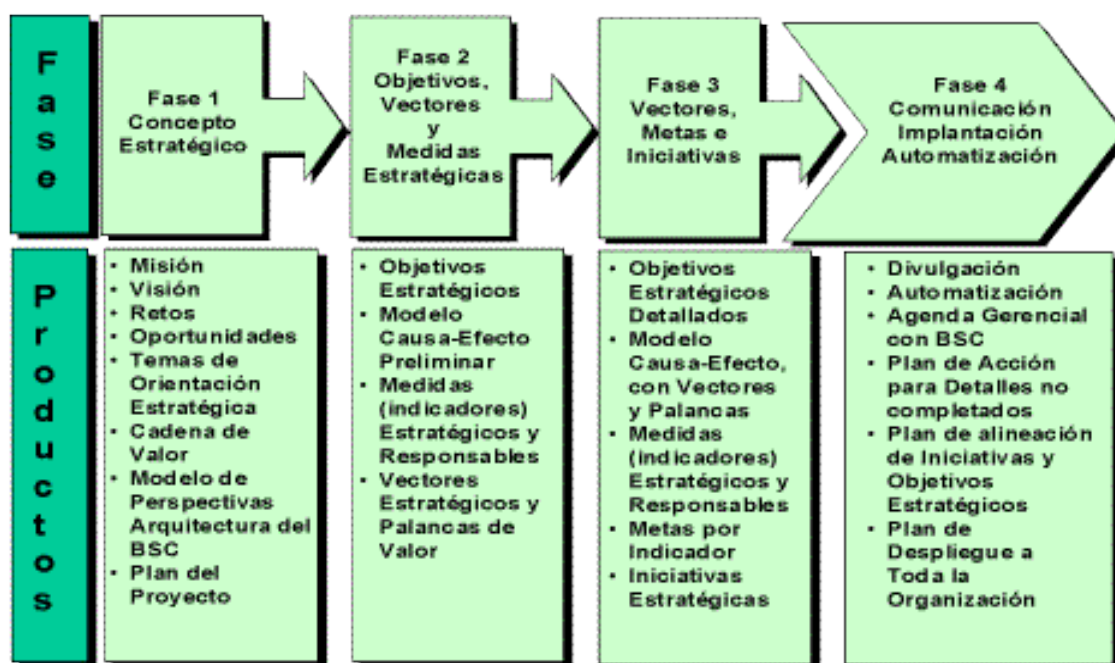 Fase
Fase 1
Concepto
Estratégico
Fase 2
Objetivos,
Vectores
y
Medidas
Estratégicas
Fase 3
Vectores,
Metas e
Iniciativas
Fase 4
Comunicación
Implantación
Automatización
Productos
• Misión
• Visión
• Retos
• Oportunidades
• Temas de
Orientación
Estratégica
• Cadena de
Valor
• Modelo de
Perspectivas
Arquitectura del
BSC
• Plan del
Proyecto
• Objetivos
Estratégicos
• Modelo
Causa-Efecto
Preliminar
• Medidas
(indicadores)
Estratégicos y
Responsables
• Vectores
Estratégicos y
Palancas de
Valor
• Objetivos
Estratégicos
Detallados
• Modelo
Causa-Efecto,
con Vectores
y Palancas
• Medidas
(indicadores)
Estratégicos y
Responsables
• Metas por
Indicador
• Iniciativas
Estratégicas
• Divulgación
• Automatización
• Agenda Gerencial
con BSC
• Plan de Acción
para Detalles no
completados
• Plan de alineación
de Iniciativas y
Objetivos
Estratégicos
• Plan de
Despliegue a
Toda la
Organización